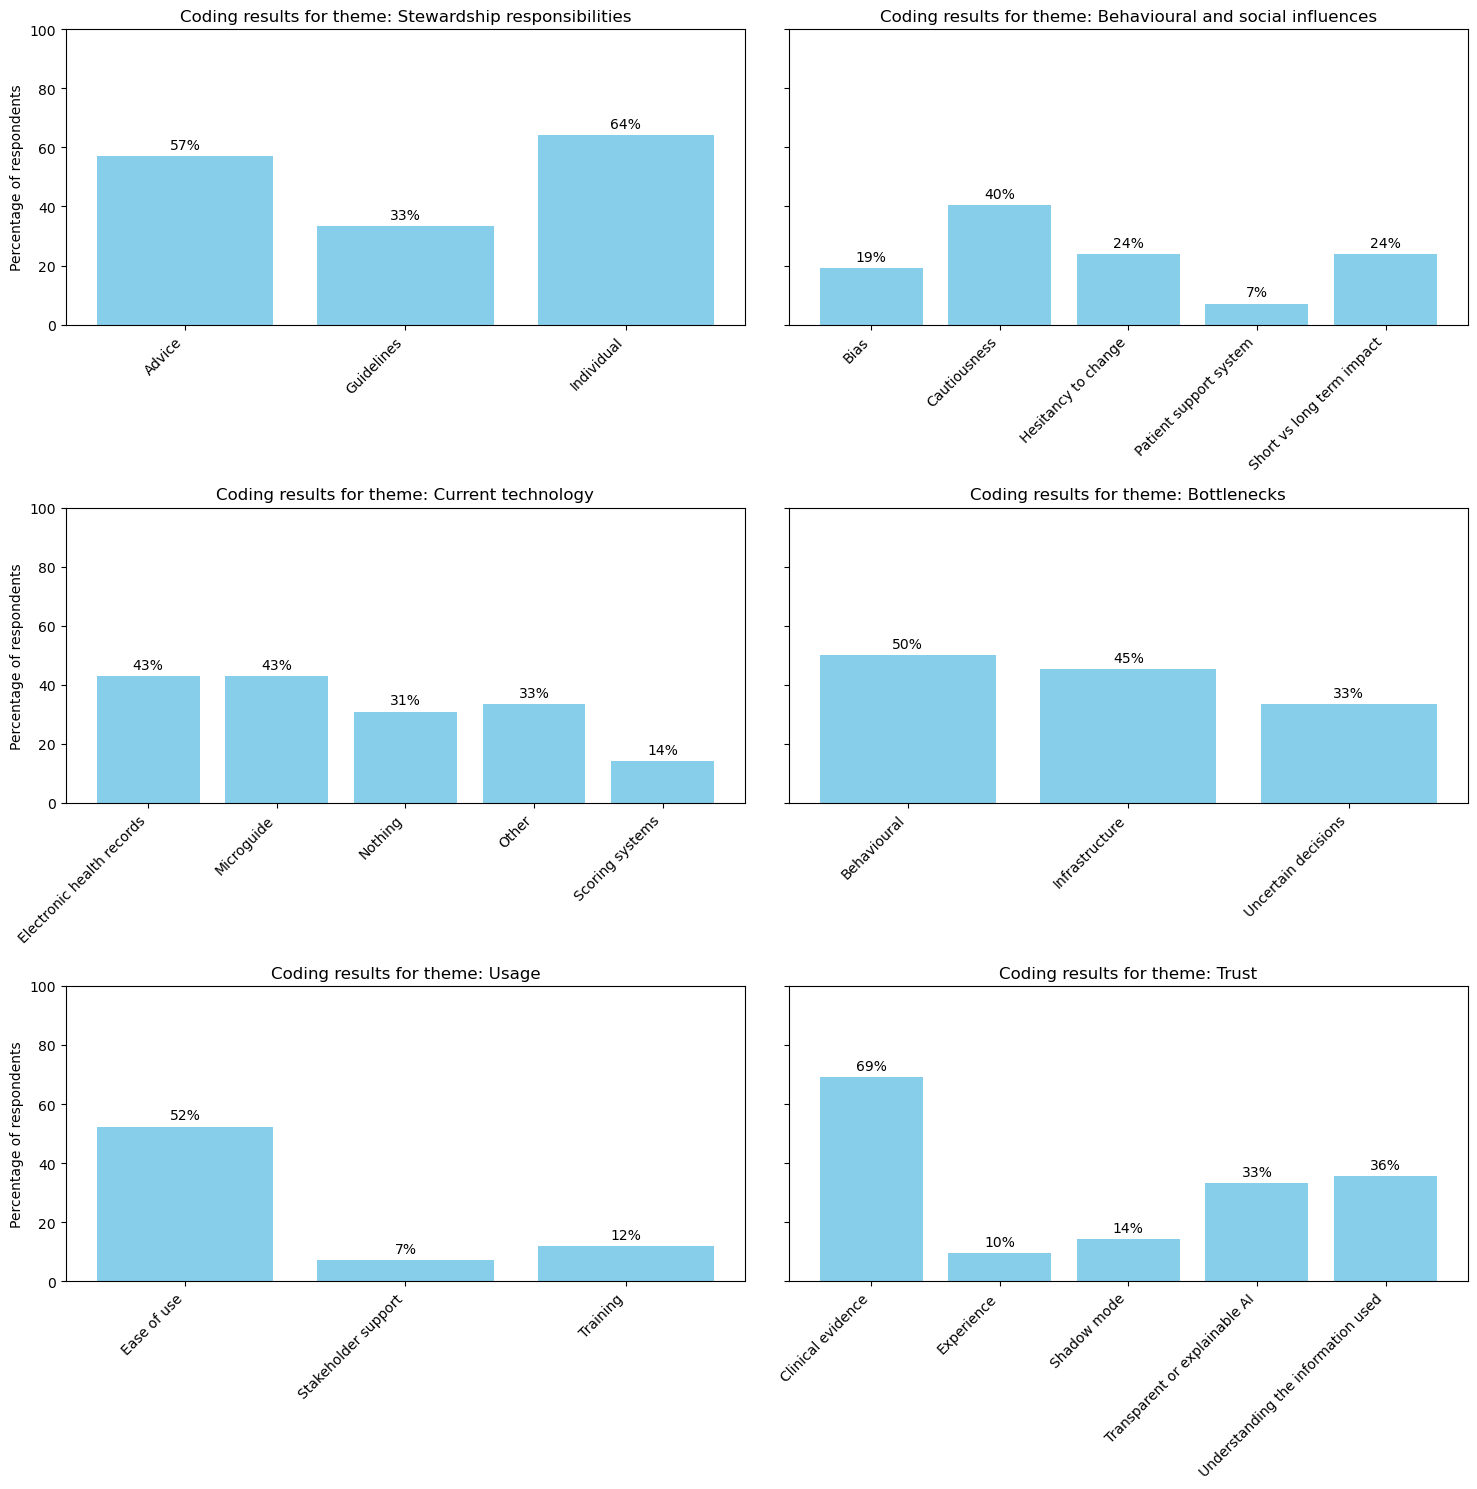 Coding results for theme: Stewardship responsibilities
Percentage of respondents
100
80
60
40
20
0
57%
33%
64%
Advice
Guidelines
Individual
Coding results for theme: Behavioural and social influences
19%
40%
24%
7%
24%
Bias
Cautiousness
Hesitancy to change
Patient support system
Short vs long term impact
Coding results for theme: Current technology
Percentage of respondents
100
80
60
40
20
0
43%
43%
31%
33%
14%
Electronic health records
Microguide
Nothing
Other
Scoring systems
Coding results for theme: Bottlenecks
50%
45%
33%
Behavioural
Infrastructure
Uncertain decisions
Coding results for theme: Usage
Percentage of respondents
100
80
60
40
20
0
52%
7%
12%
Ease of use
Stakeholder support
Training
Coding results for theme: Trust
69%
10%
14%
33%
36%
Clinical evidence
Experience
Shadow mode
Transparent or explainable AI
Understanding the information used